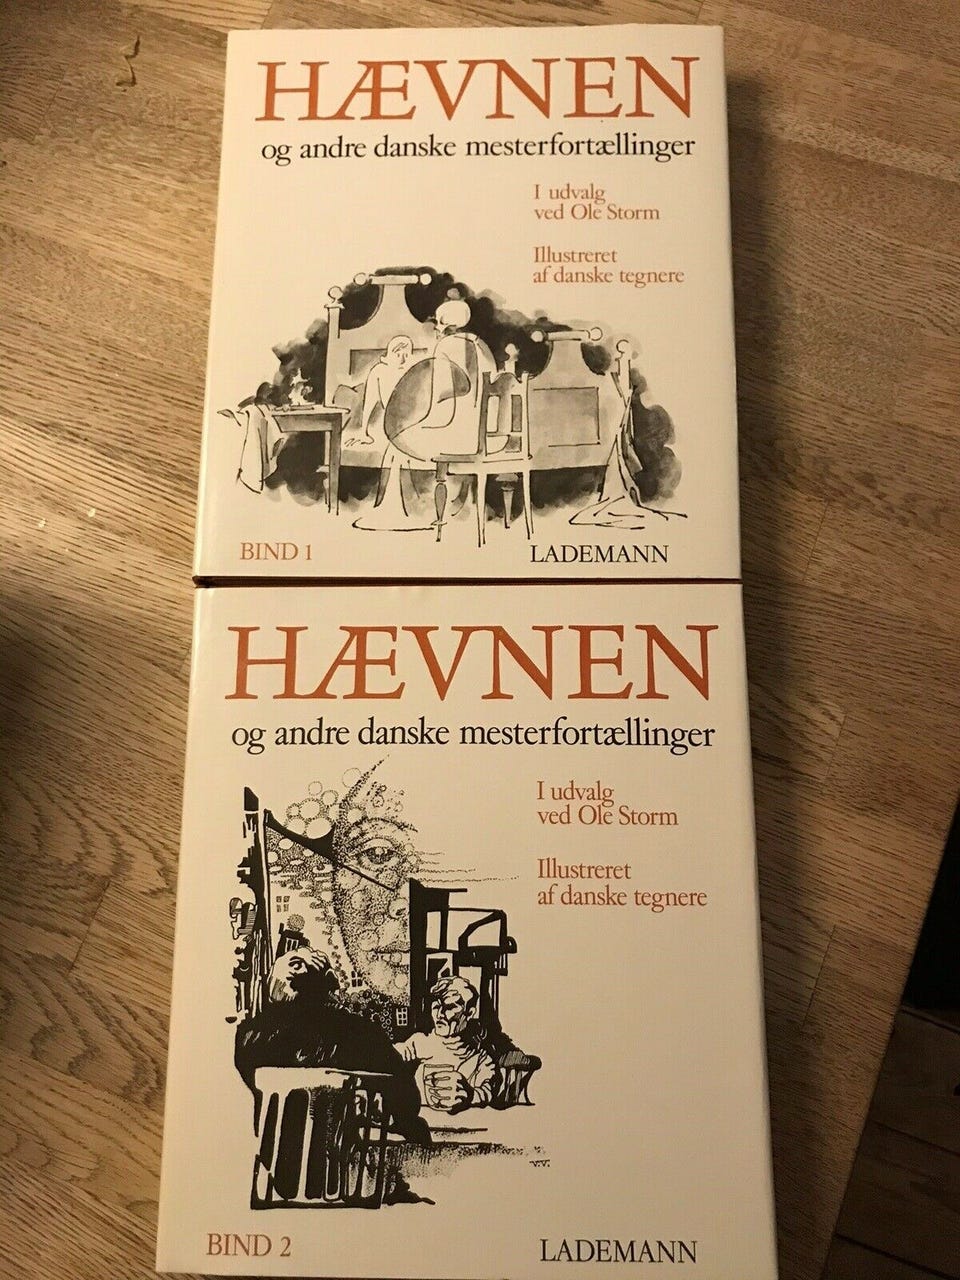 HÆVNEN
og andre danske mesterfortællinger
I udvalg
ved Ole Storm
Illustreret
af danske tegnere
BIND 1
LADEMANN
HÆVNEN
og andre danske mesterfortællinger
I udvalg
ved Ole Storm
Illustreret
af danske tegnere
V.V.
BIND 2
LADEMANN